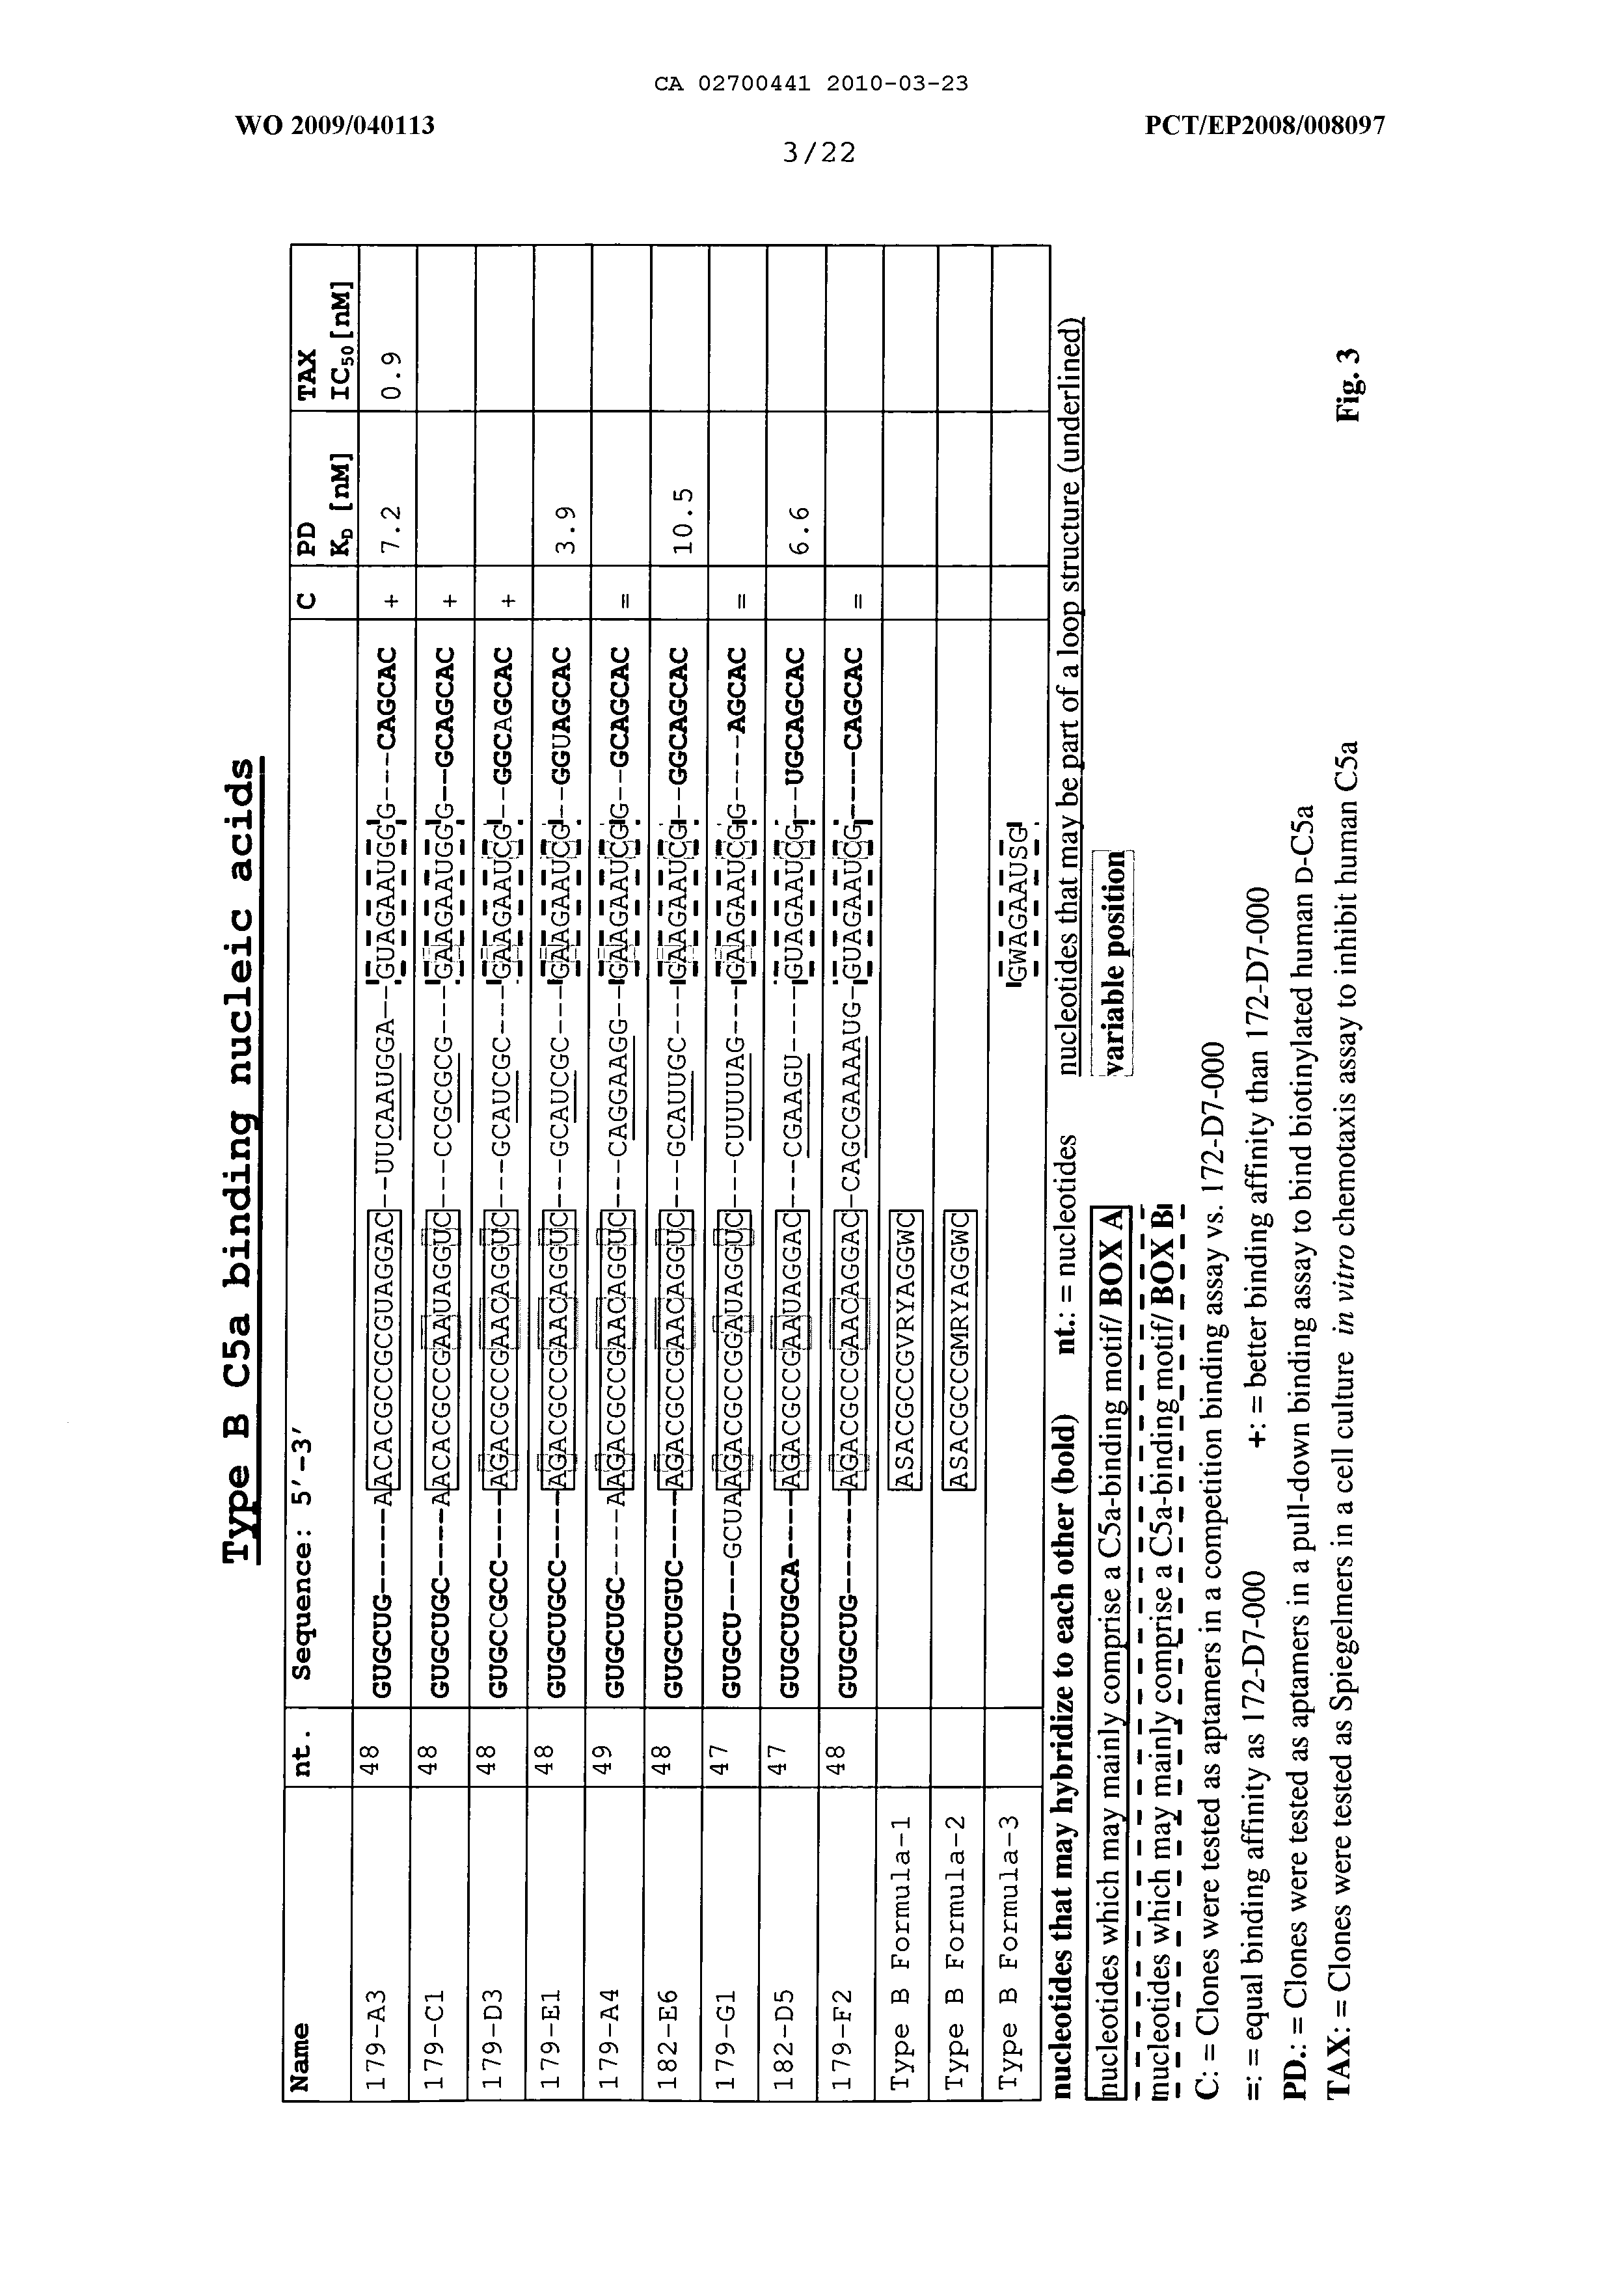 CA 02700441 2010-03-23
WO 2009/040113 PCT/EP2008/008097
3/22
Type B C5a binding nucleic acids
Name nt. Sequence: 5'-3' C PD TAX
KD [nM] IC50 [nM]
179-A3 48 GUGCUG------AACACGCCGCGUAGGAC--UUCAAUGGA--GUAGAAUGGG----CAGCAC + 7.2 0.9
179-C1 48 GUGCUGC-----AACACGCCGAAUAGGUC----CCGCGCG---GAAGAAUGGG--GCAGCAC +
179-D3 48 GUGCCGCC-----AGACGCCGAACAGGUC---GCAUCGC----GAAGAAUCG---GGCAGCAC +
179-E1 48 GUGCUGCC-----AGACGCCGAACAGGUC---GCAUCGC----GAAGAAUCG---GGUAGCAC 3.9
179-A4 49 GUGCUGC-----AAGACGCCGAACAGGUC---CAGGAAGG--GAAGAAUCGG--GCAGCAC =
182-E6 48 GUGCUGUC-----AGACGCCGAACAGGUC---GCAUUGC----GAAGAAUCG---GGCAGCAC 10.5
179-G1 47 GUGCU----GCUAAGACGCCGGAUAGGUC---CUUUUAG----GAAGAAUCGG-----AGCAC =
182-D5 47 GUGCUGCA-----AGACGCCGAAUAGGAC----CGAAGU-----GUAGAAUCG---UGCAGCAC 6.6
179-F2 48 GUGCUG-------AGACGCCGAACAGGAC-CAGCGAAAAUG-GUAGAAUCG-----CAGCAC =
Type B Formula-1 ASACGCCGVRYAGGWC
Type B Formula-2 ASACGCCGMRYAGGWC
Type B Formula-3 GWAGAAUSG
nucleotides that may hybridize to each other (bold) nt.: = nucleotides nucleotides that may be part of a loop structure (underlined)
nucleotides which may mainly comprise a C5a-binding motif/ BOX A variable position
nucleotides which may mainly comprise a C5a-binding motif/ BOX B
C: = Clones were tested as aptamers in a competition binding assay vs. 172-D7-000
=: = equal binding affinity as 172-D7-000 +: = better binding affinity than 172-D7-000
PD.: = Clones were tested as aptamers in a pull-down binding assay to bind biotinylated human D-C5a
TAX: = Clones were tested as Spiegelmers in a cell culture in vitro chemotaxis assay to inhibit human C5a
Fig. 3